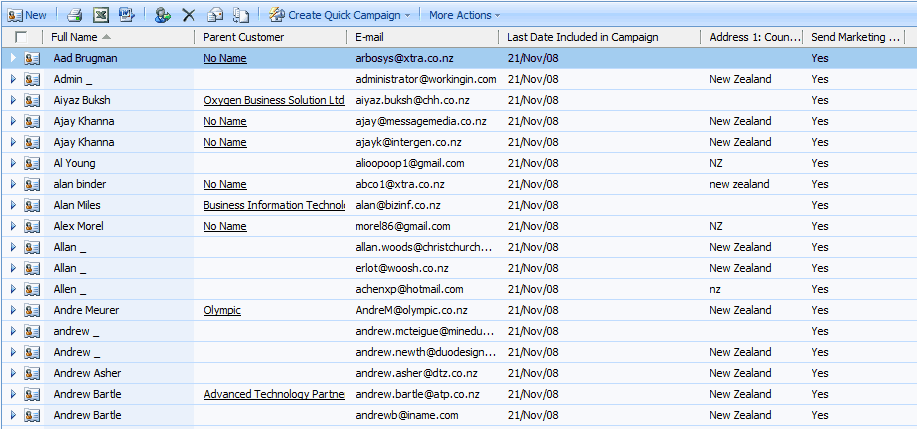 New Create Quick Campaign More Actions
Full Name Parent Customer E-mail Last Date Included in Campaign Address 1: Coun... Send Marketing ...
Aad Brugman No Name arbosys@xtra.co.nz 21/Nov/08 Yes
Admin _ administrator@workingin.com 21/Nov/08 New Zealand Yes
Aiyaz Buksh Oxygen Business Solution Ltd aiyaz.buksh@chh.co.nz 21/Nov/08 Yes
Ajay Khanna No Name ajay@messagemedia.co.nz 21/Nov/08 New Zealand Yes
Ajay Khanna No Name ajayk@intergen.co.nz 21/Nov/08 New Zealand Yes
Al Young alioopoop1@gmail.com 21/Nov/08 NZ Yes
alan binder No Name abco1@xtra.co.nz 21/Nov/08 new zealand Yes
Alan Miles Business Information Technol alan@bizinf.co.nz 21/Nov/08 Yes
Alex Morel No Name morel86@gmail.com 21/Nov/08 NZ Yes
Allan _ allan.woods@christchurch... 21/Nov/08 New Zealand Yes
Allan _ erlot@woosh.co.nz 21/Nov/08 New Zealand Yes
Allen _ achenxp@hotmail.com 21/Nov/08 nz Yes
Andre Meurer Olympic AndreM@olympic.co.nz 21/Nov/08 New Zealand Yes
andrew _ andrew.mcteigue@minedu... 21/Nov/08 Yes
Andrew _ andrew.newth@duodesign... 21/Nov/08 New Zealand Yes
Andrew Asher andrew.asher@dtz.co.nz 21/Nov/08 New Zealand Yes
Andrew Bartle Advanced Technology Partne andrew.bartle@atp.co.nz 21/Nov/08 New Zealand Yes
Andrew Bartle andrewb@iname.com 21/Nov/08 New Zealand Yes